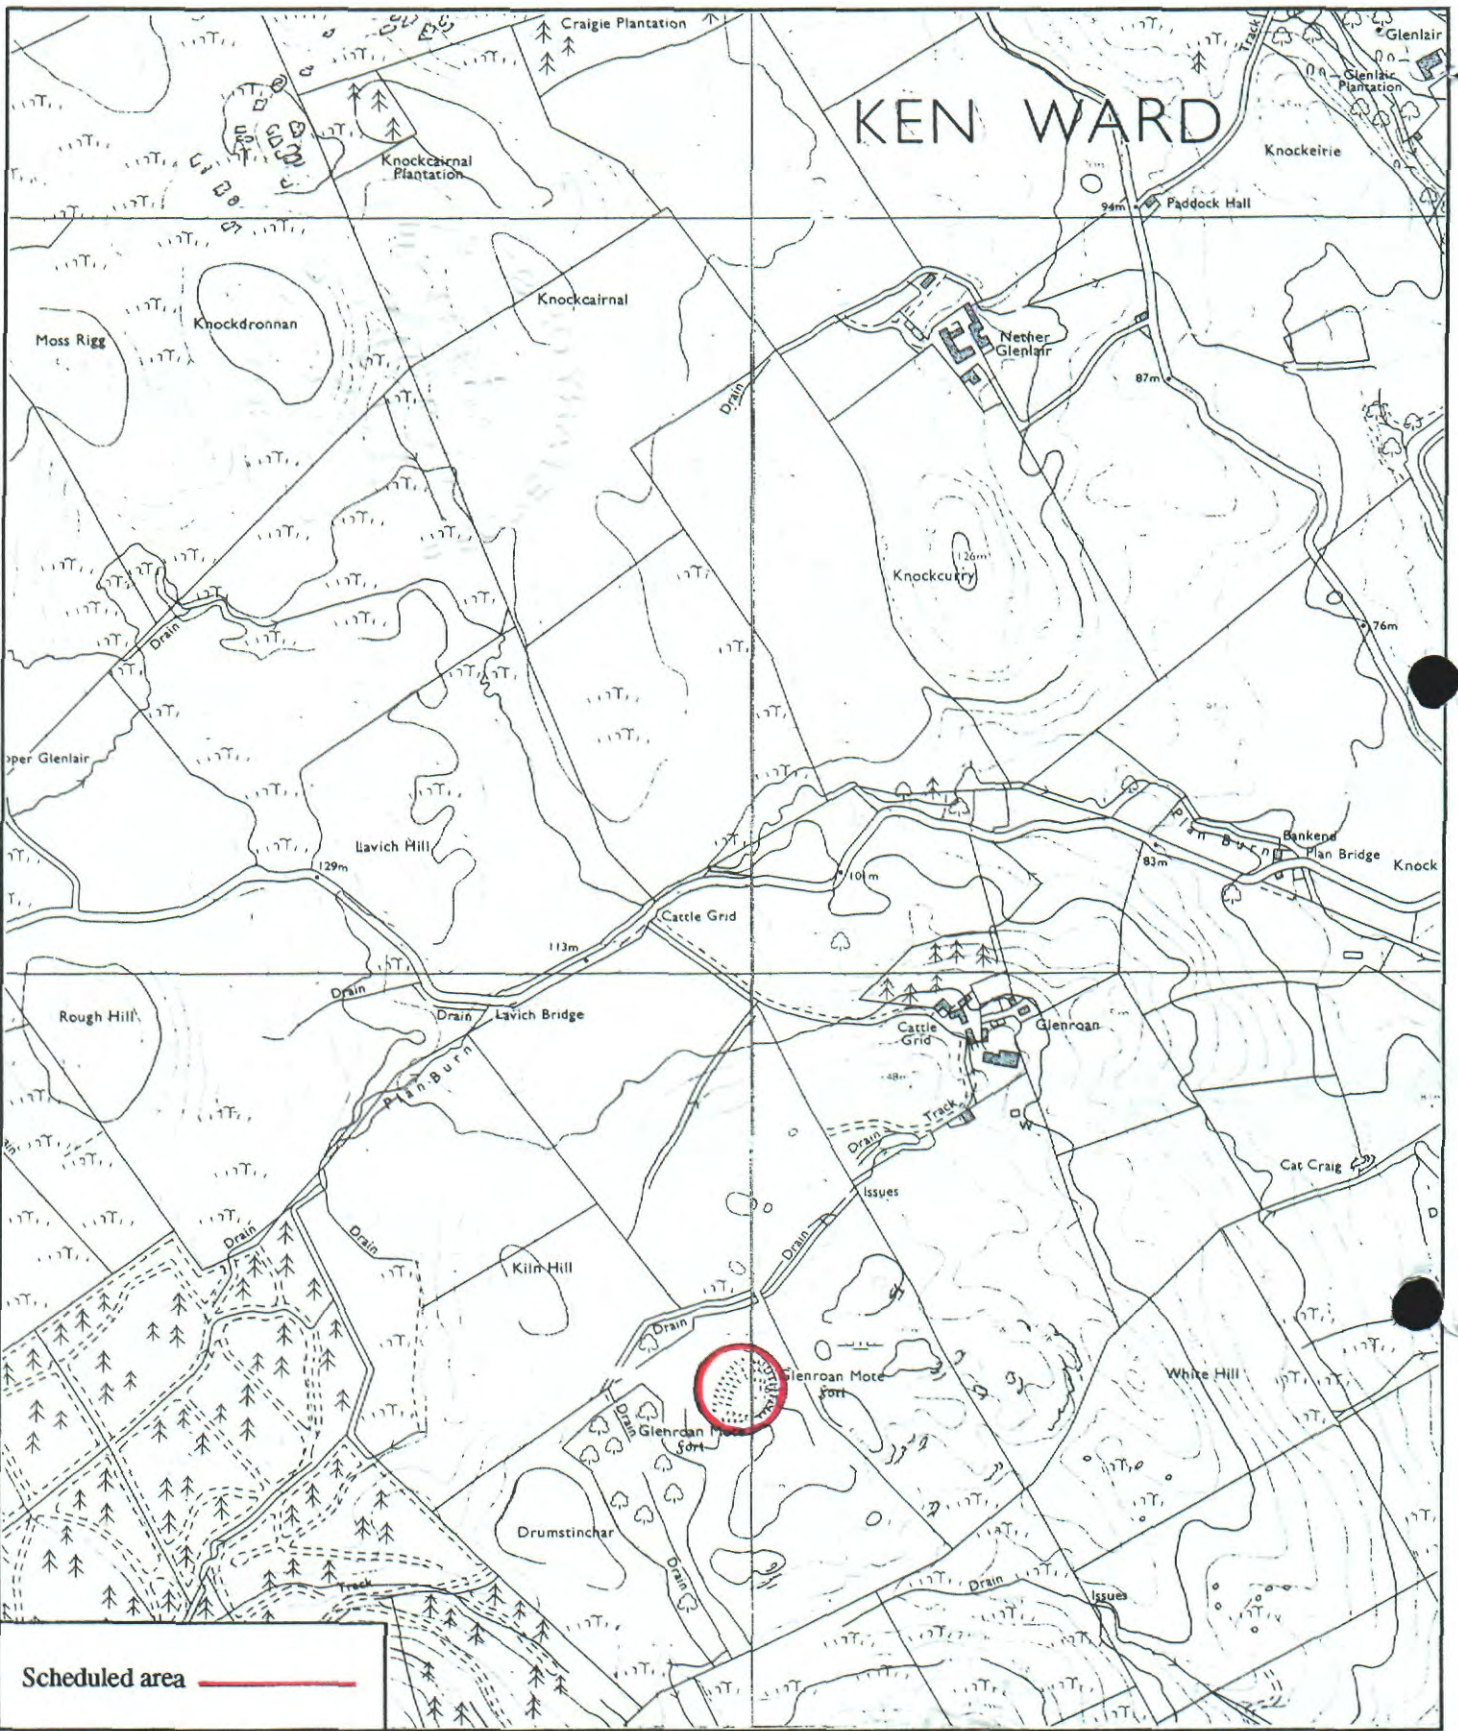 Craigie Plantation
Track
Glenlair
Glenlair
Plantation
KEN WARD
Knockeirie
Knockcairnal
Plantation
94m
Paddock Hall
Knockcairnal
Knockdronnan
Moss Rigg
Nether
Glenlair
87m
Drain
126m
Knockcurry
76m
Drain
pper Glenlair
Plan Burn
Bankend
Plan Bridge
Knock
83m
Lavich Hill
129m
101m
Cattle Grid
113m
Drain
Rough Hill
Drain
Lavich Bridge
Cattle
Grid
Glenroan
Plan Burn
Track
Drain
W
Cat Craig
Issues
D
Drain
Drain
Drain
Kiln Hill
Drain
Glenroan Mote
fort
White Hill
Drain
Glenroan Mote
fort
Drumstinchar
Drain
Track
Drain
Issues
Scheduled area